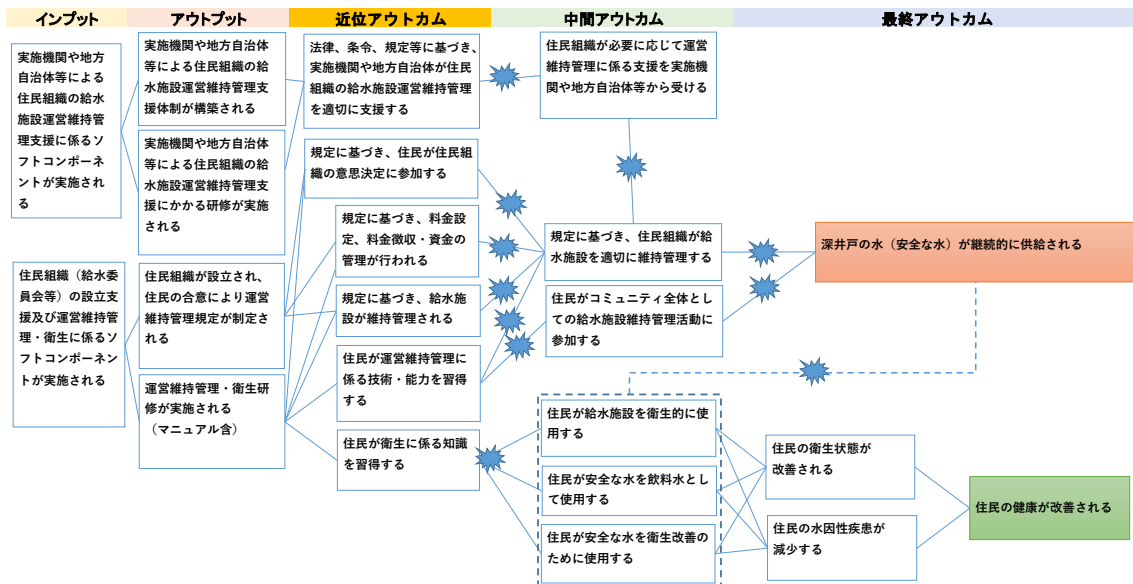 インプット
アウトプット
近位アウトカム
中間アウトカム
最終アウトカム
実施機関や地方
自治体等による
住民組織の給水
施設運営維持管
理支援に係るソ
フトコンポーネ
ントが実施され
る
住民組織（給水委
員会等）の設立支
援及び運営維持管
理・衛生に係るソ
フトコンポーネン
トが実施される
実施機関や地方自治体
等による住民組織の給
水施設運営維持管理支
援体制が構築される
実施機関や地方自治体
等による住民組織の給
水施設運営維持管理支
援にかかる研修が実施
される
住民組織が設立され、
住民の合意により運営
維持管理規定が制定さ
れる
運営維持管理・衛生研
修が実施される
（マニュアル含）
法律、条令、規定等に基づき、
実施機関や地方自治体が住民
組織の給水施設運営維持管理
を適切に支援する
規定に基づき、住民が住民組
織の意思決定に参加する
規定に基づき、料金設
定、料金徴収・資金の
管理が行われる
規定に基づき、給水施
設が維持管理される
住民が運営維持管理に
係る技術・能力を習得
する
住民が衛生に係る知識
を習得する
住民組織が必要に応じて運営
維持管理に係る支援を実施機
関や地方自治体等から受ける
規定に基づき、住民組織が給
水施設を適切に維持管理する
住民がコミュニティ全体とし
ての給水施設維持管理活動に
参加する
住民が給水施設を衛生的に使
用する
住民が安全な水を飲料水とし
て使用する
住民が安全な水を衛生改善の
ために使用する
深井戸の水（安全な水）が継続的に供給される
住民の衛生状態が
改善される
住民の水因性疾患が
減少する
住民の健康が改善される